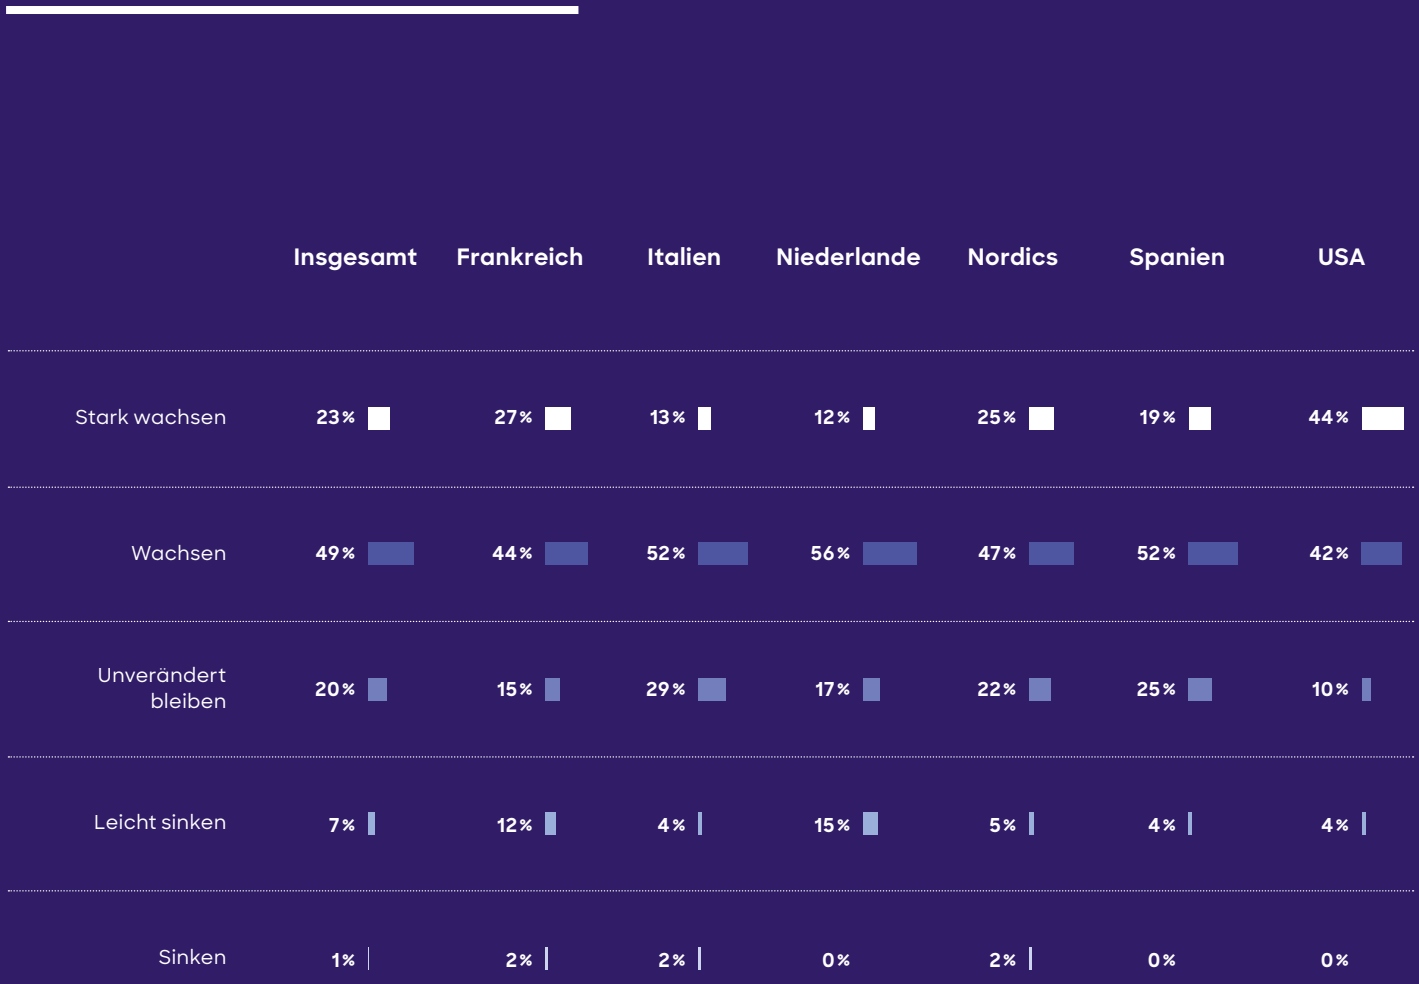 Insgesamt Frankreich Italien Niederlande Nordics Spanien USA
Stark wachsen 23% 27% 13% 12% 25% 19% 44%
Wachsen 49% 44% 52% 56% 47% 52% 42%
Unverändert
bleiben 20% 15% 29% 17% 22% 25% 10%
Leicht sinken 7% 12% 4% 15% 5% 4% 4%
Sinken 1% 2% 2% 0% 2% 0% 0%